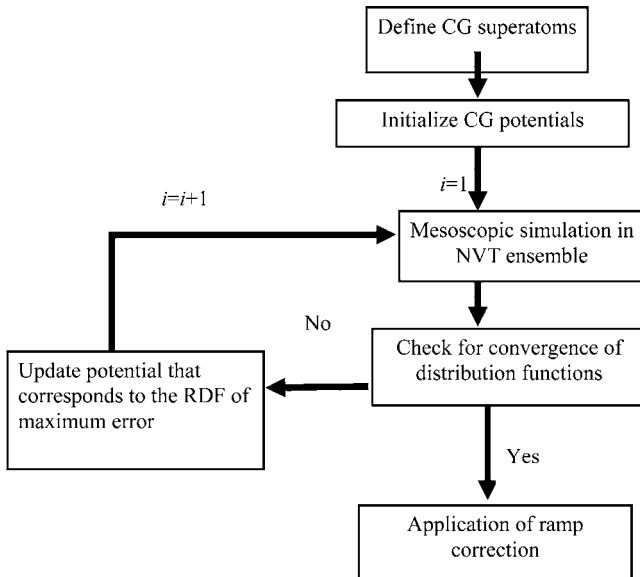 Define CG superatoms
Initialize CG potentials
i=1
i=i+1
Mesoscopic simulation in
NVT ensemble
No
Check for convergence of
distribution functions
Update potential that
corresponds to the RDF of
maximum error
Yes
Application of ramp
correction